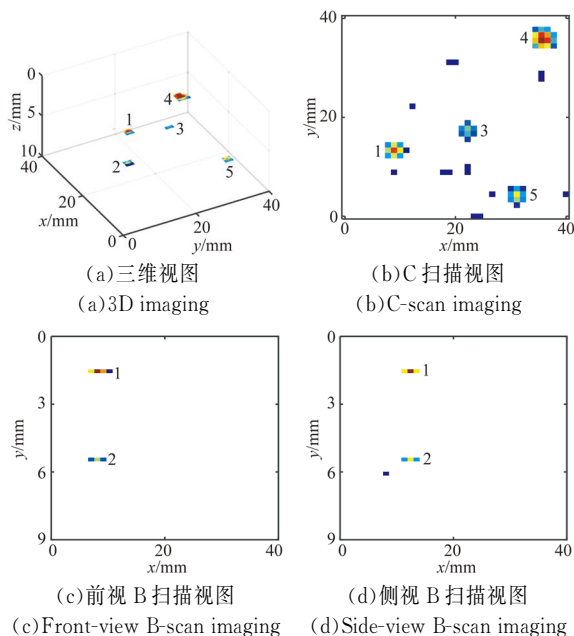 0
5
10
z/mm
40
20
0
x/mm
0
20
40
y/mm
1
2
3
4
5
(a)三维视图
(a)3D imaging
40
20
0
y/mm
0
20
40
x/mm
4
3
1
5
(b)C扫描视图
(b)C-scan imaging
0
3
6
9
y/mm
1
2
0
20
40
x/mm
(c)前视B扫描视图
(c)Front-view B-scan imaging
0
3
6
9
y/mm
1
2
0
20
40
x/mm
(d)侧视B扫描视图
(d)Side-view B-scan imaging